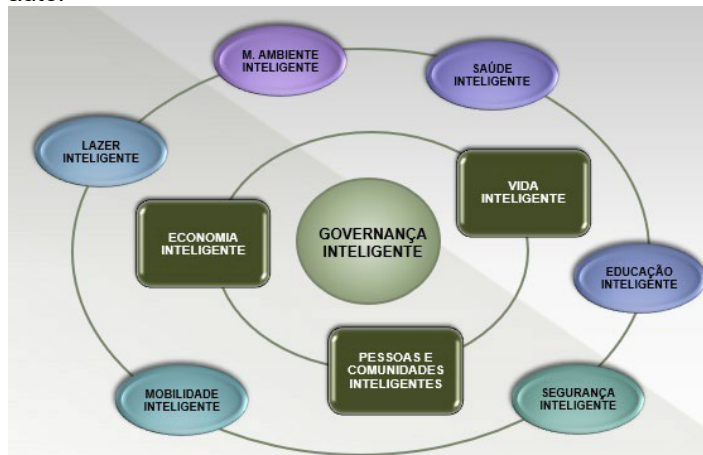 M. AMBIENTE
INTELIGENTE
SAÚDE
INTELIGENTE
LAZER
INTELIGENTE
VIDA
INTELIGENTE
ECONOMIA
INTELIGENTE
GOVERNANÇA
INTELIGENTE
EDUCAÇÃO
INTELIGENTE
PESSOAS E
COMUNIDADES
INTELIGENTES
MOBILIDADE
INTELIGENTE
SEGURANÇA
INTELIGENTE